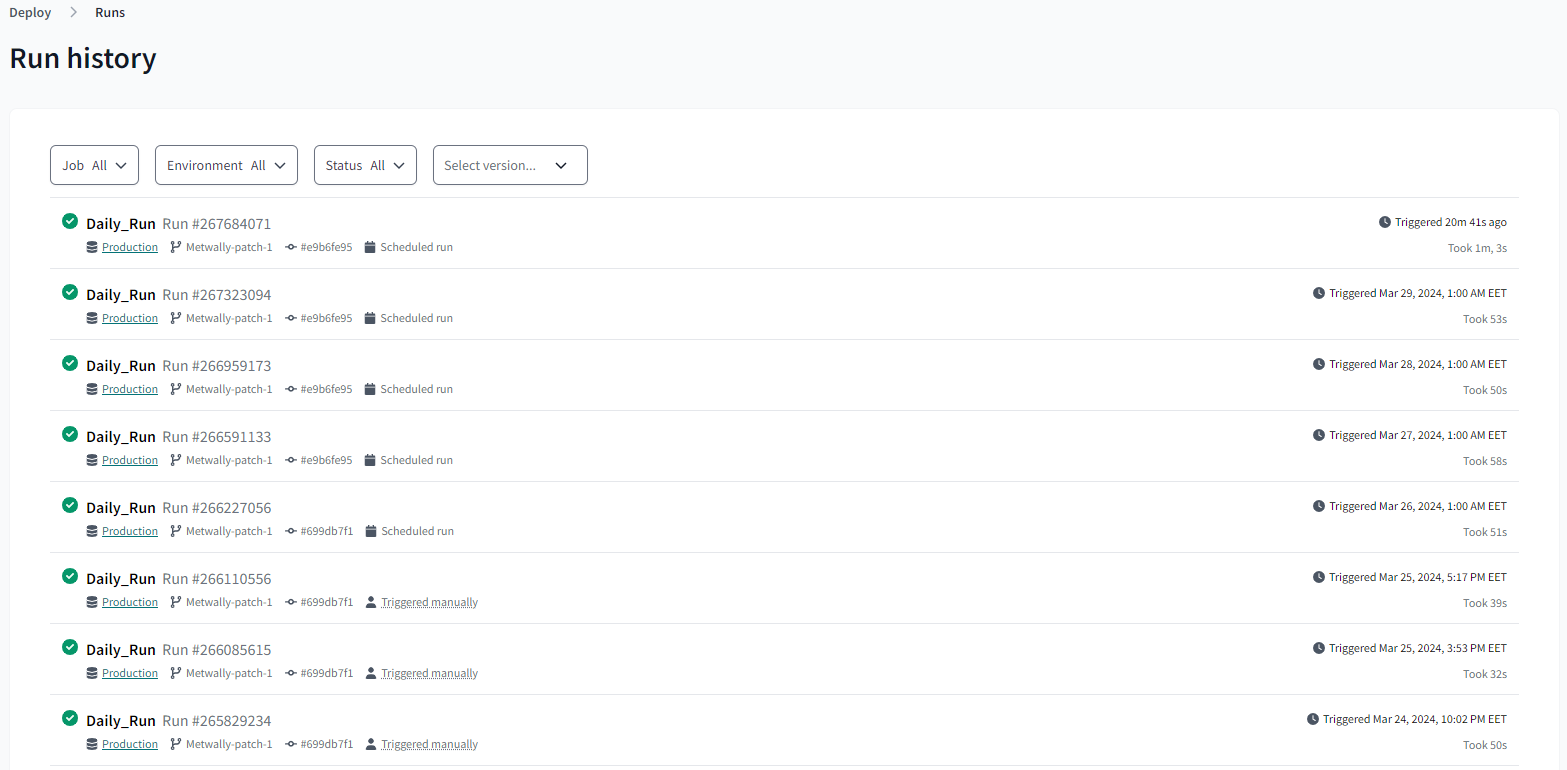 Deploy > Runs
Run history
Job All Environment All Status All Select version...
Daily_Run Run #267684071 Triggered 20m 41s ago
Production Metwally-patch-1 #e9b6fe95 Scheduled run Took 1m, 3s
Daily_Run Run #267323094 Triggered Mar 29, 2024, 1:00 AM EET
Production Metwally-patch-1 #e9b6fe95 Scheduled run Took 53s
Daily_Run Run #266959173 Triggered Mar 28, 2024, 1:00 AM EET
Production Metwally-patch-1 #e9b6fe95 Scheduled run Took 50s
Daily_Run Run #266591133 Triggered Mar 27, 2024, 1:00 AM EET
Production Metwally-patch-1 #e9b6fe95 Scheduled run Took 58s
Daily_Run Run #266227056 Triggered Mar 26, 2024, 1:00 AM EET
Production Metwally-patch-1 #699db7f1 Scheduled run Took 51s
Daily_Run Run #266110556 Triggered Mar 25, 2024, 5:17 PM EET
Production Metwally-patch-1 #699db7f1 Triggered manually Took 39s
Daily_Run Run #266085615 Triggered Mar 25, 2024, 3:53 PM EET
Production Metwally-patch-1 #699db7f1 Triggered manually Took 32s
Daily_Run Run #265829234 Triggered Mar 24, 2024, 10:02 PM EET
Production Metwally-patch-1 #699db7f1 Triggered manually Took 50s